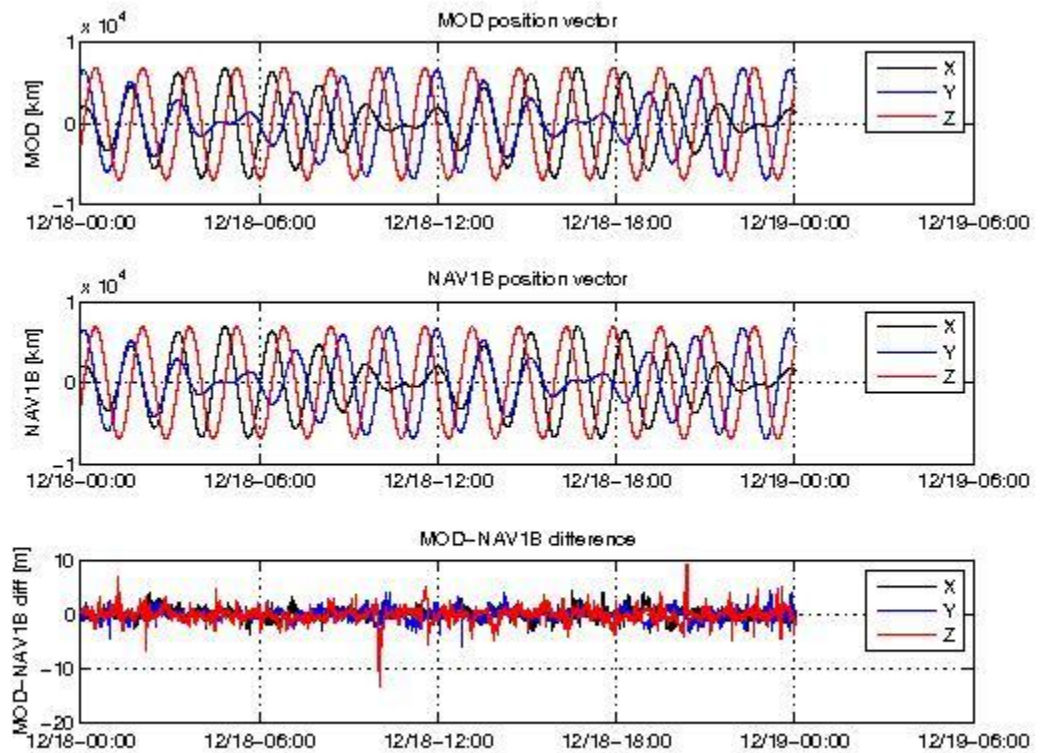 MOD position vector
x 10^4
1
0
−1
MOD [km]
X
Y
Z
12/18−00:00 12/18−06:00 12/18−12:00 12/18−18:00 12/19−00:00 12/19−06:00
NAV1B position vector
x 10^4
1
0
−1
NAV1B [km]
X
Y
Z
12/18−00:00 12/18−06:00 12/18−12:00 12/18−18:00 12/19−00:00 12/19−06:00
MOD−NAV1B difference
10
0
−10
−20
MOD−NAV1B diff [m]
X
Y
Z
12/18−00:00 12/18−06:00 12/18−12:00 12/18−18:00 12/19−00:00 12/19−06:00